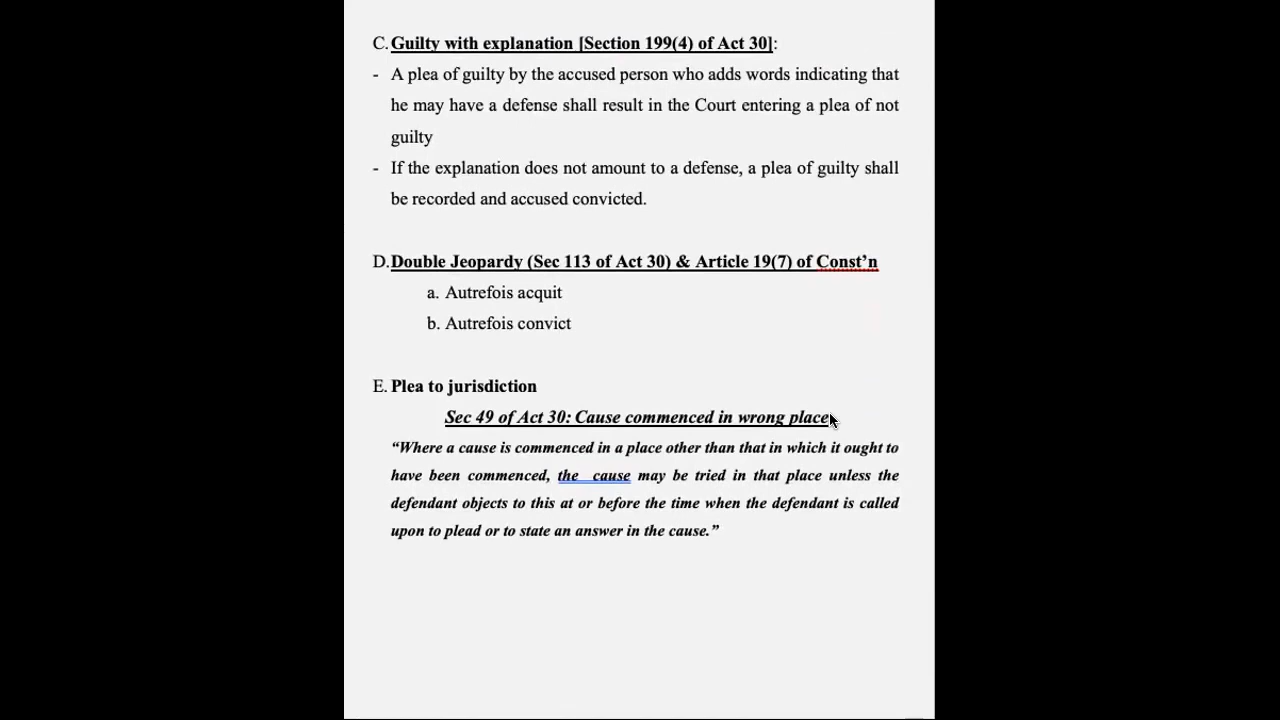 C. Guilty with explanation [Section 199(4) of Act 30]:
- A plea of guilty by the accused person who adds words indicating that
he may have a defense shall result in the Court entering a plea of not
guilty
- If the explanation does not amount to a defense, a plea of guilty shall
be recorded and accused convicted.
D. Double Jeopardy (Sec 113 of Act 30) & Article 19(7) of Const’n
a. Autrefois acquit
b. Autrefois convict
E. Plea to jurisdiction
Sec 49 of Act 30: Cause commenced in wrong place
“Where a cause is commenced in a place other than that in which it ought to
have been commenced, the cause may be tried in that place unless the
defendant objects to this at or before the time when the defendant is called
upon to plead or to state an answer in the cause.”